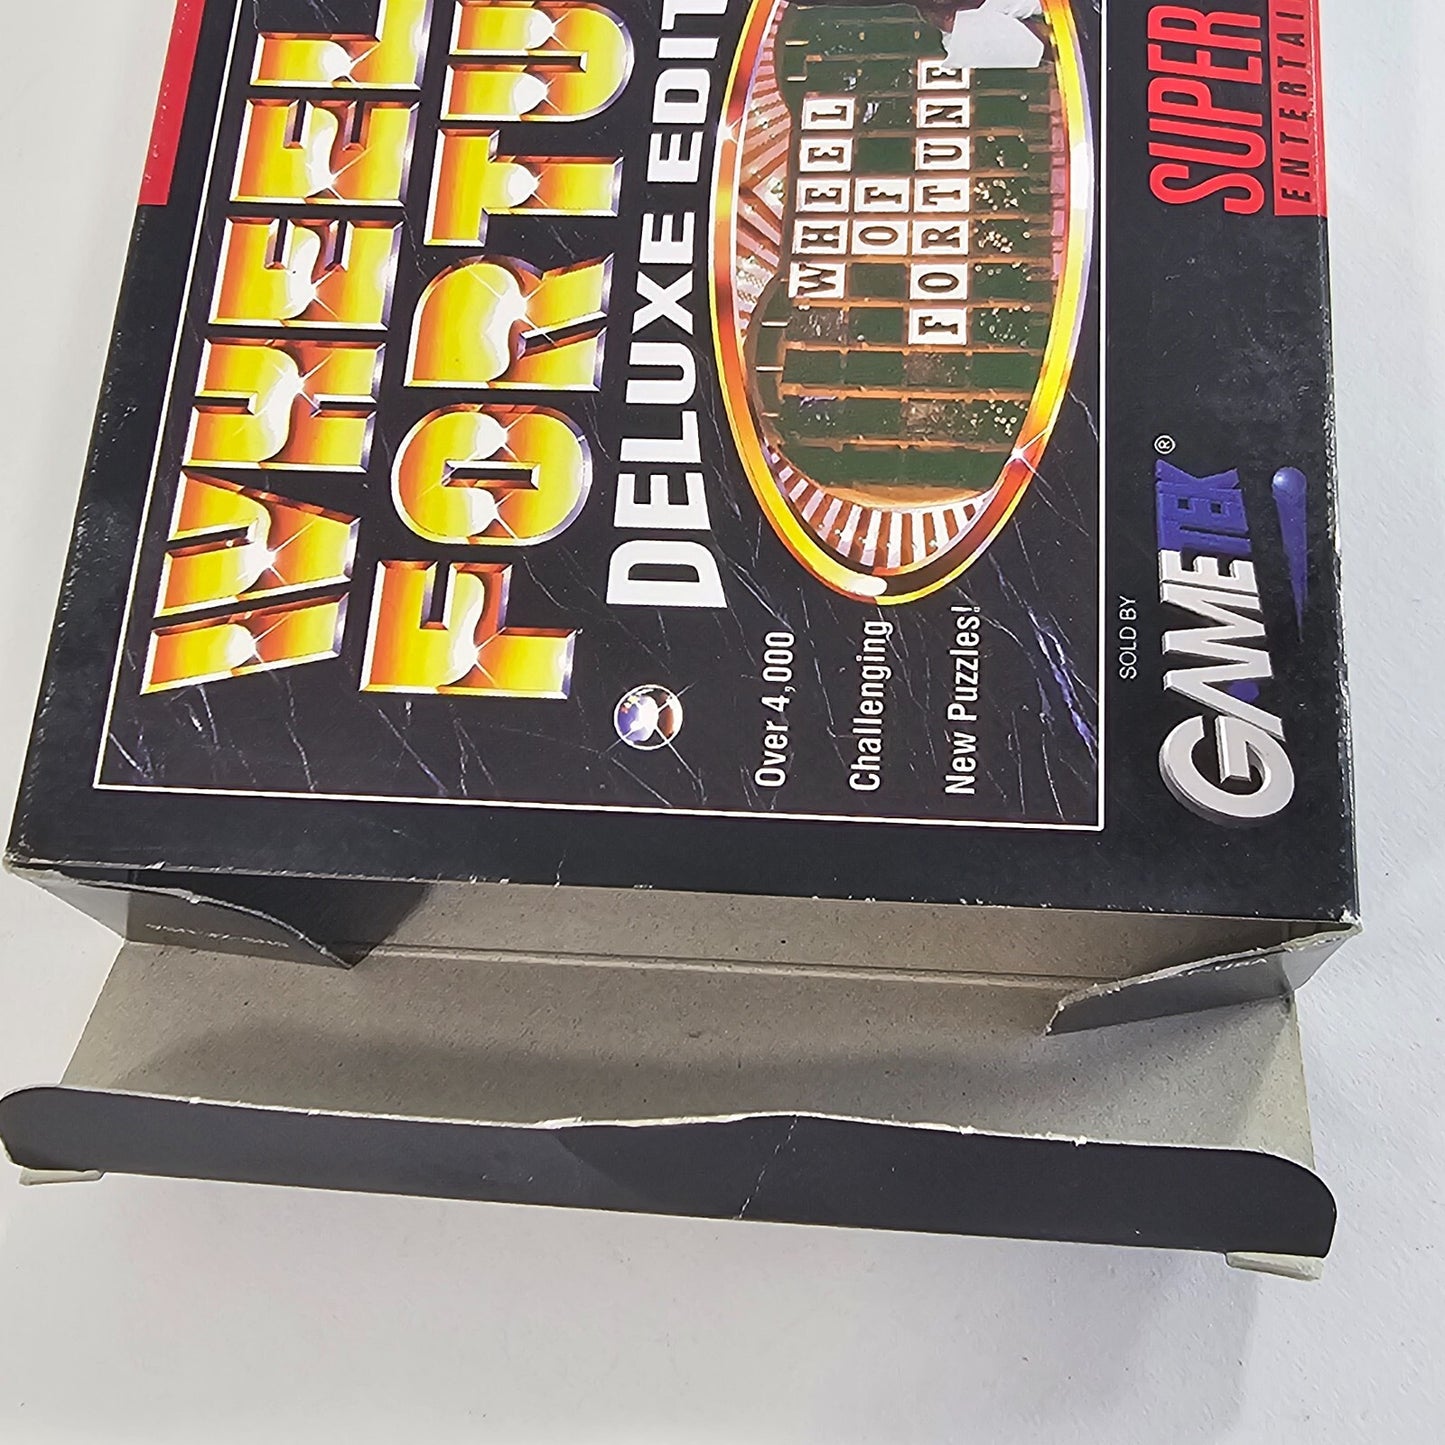 WHEEL
FORTU
DELUXE EDIT
WHEEL
OF
FORTUNE
Over 4,000
Challenging
New Puzzles!
SOLD BY
GAMETEK®
SUPER
ENTERTAI